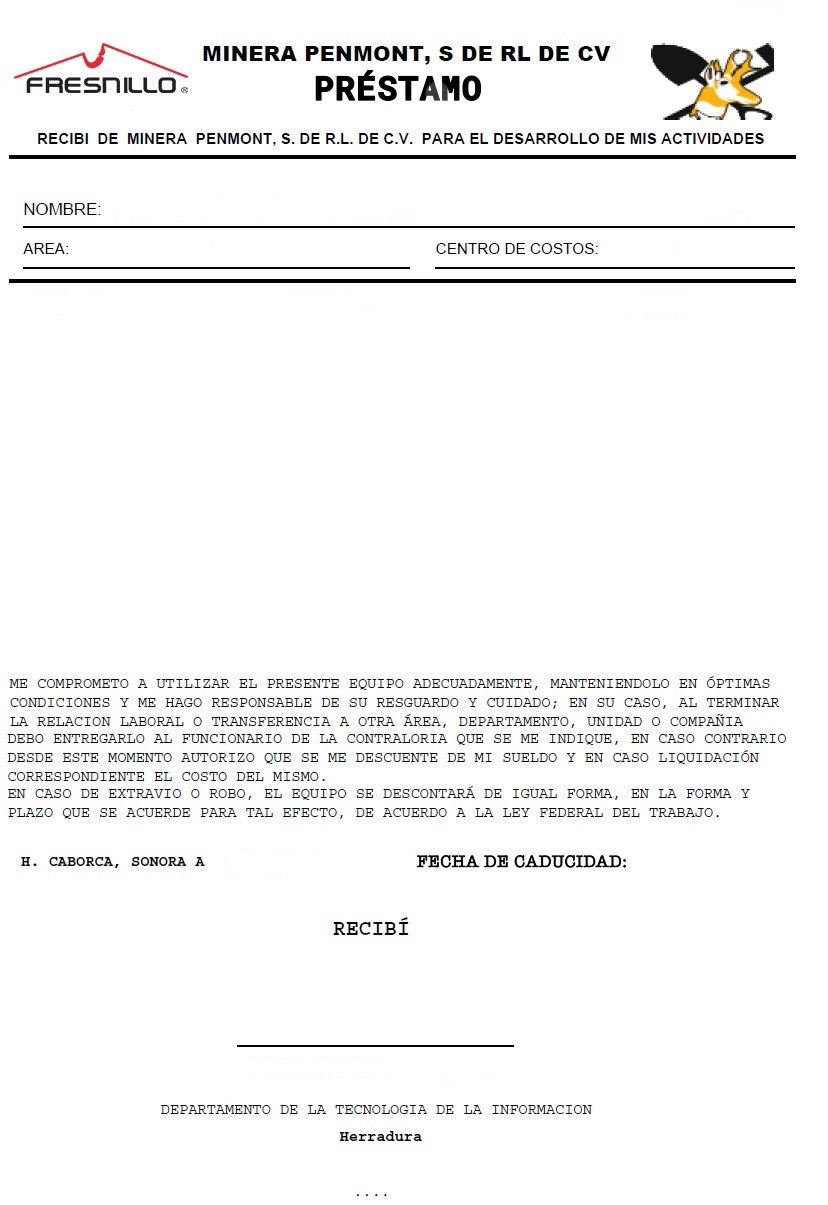 FRESNILLO®
MINERA PENMONT, S DE RL DE CV
PRÉSTAMO
RECIBI DE MINERA PENMONT, S. DE R.L. DE C.V. PARA EL DESARROLLO DE MIS ACTIVIDADES
NOMBRE:
AREA: CENTRO DE COSTOS:
ME COMPROMETO A UTILIZAR EL PRESENTE EQUIPO ADECUADAMENTE, MANTENIENDOLO EN ÓPTIMAS
CONDICIONES Y ME HAGO RESPONSABLE DE SU RESGUARDO Y CUIDADO; EN SU CASO, AL TERMINAR
LA RELACION LABORAL O TRANSFERENCIA A OTRA ÁREA, DEPARTAMENTO, UNIDAD O COMPAÑIA
DEBO ENTREGARLO AL FUNCIONARIO DE LA CONTRALORIA QUE SE ME INDIQUE, EN CASO CONTRARIO
DESDE ESTE MOMENTO AUTORIZO QUE SE ME DESCUENTE DE MI SUELDO Y EN CASO LIQUIDACIÓN
CORRESPONDIENTE EL COSTO DEL MISMO.
EN CASO DE EXTRAVIO O ROBO, EL EQUIPO SE DESCONTARÁ DE IGUAL FORMA, EN LA FORMA Y
PLAZO QUE SE ACUERDE PARA TAL EFECTO, DE ACUERDO A LA LEY FEDERAL DEL TRABAJO.
H. CABORCA, SONORA A FECHA DE CADUCIDAD:
RECIBÍ
DEPARTAMENTO DE LA TECNOLOGIA DE LA INFORMACION
Herradura
....